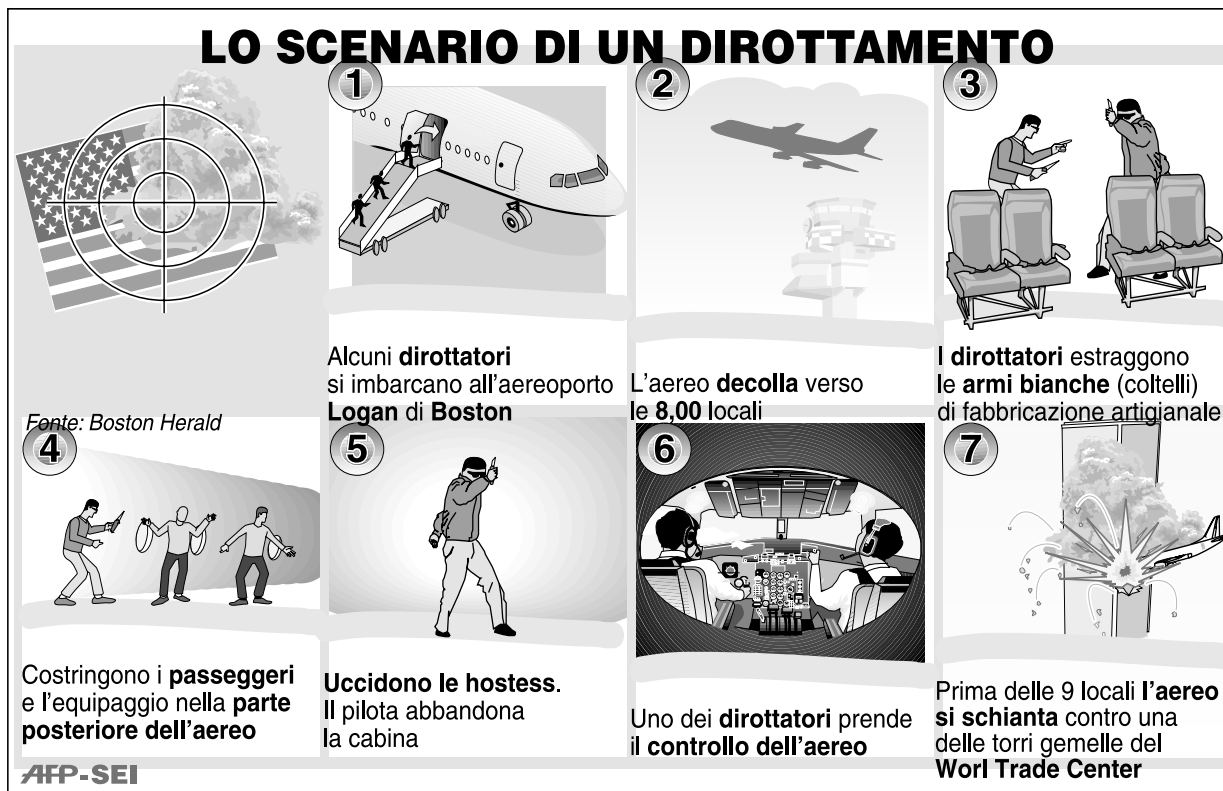 LO SCENARIO DI UN DIROTTAMENTO
Fonte: Boston Herald
1
Alcuni dirottatori
si imbarcano all'aereoporto
Logan di Boston
2
L'aereo decolla verso
le 8,00 locali
3
I dirottatori estraggono
le armi bianche (coltelli)
di fabbricazione artigianale
4
Costringono i passeggeri
e l'equipaggio nella parte
posteriore dell'aereo
5
Uccidono le hostess.
Il pilota abbandona
la cabina
6
Uno dei dirottatori prende
il controllo dell'aereo
7
Prima delle 9 locali l'aereo
si schianta contro una
delle torri gemelle del
Worl Trade Center
AFP-SEI